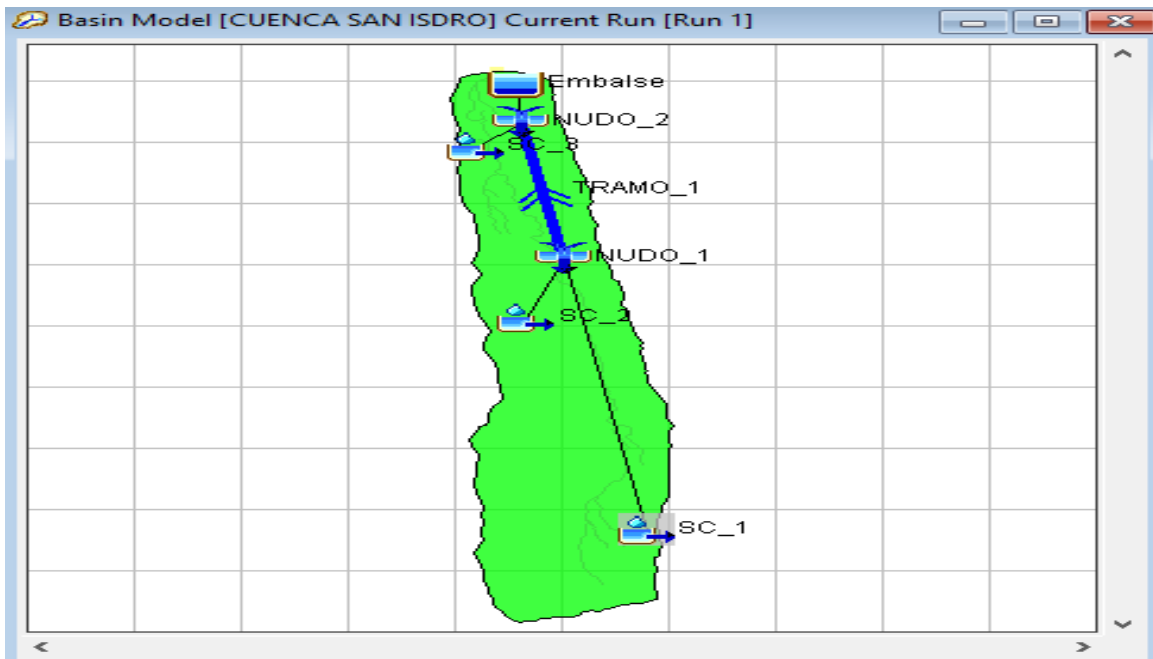 Basin Model [CUENCA SAN ISDRO] Current Run [Run 1]
Embalse
NUDO_2
SC_3
TRAMO_1
NUDO_1
SC_2
SC_1